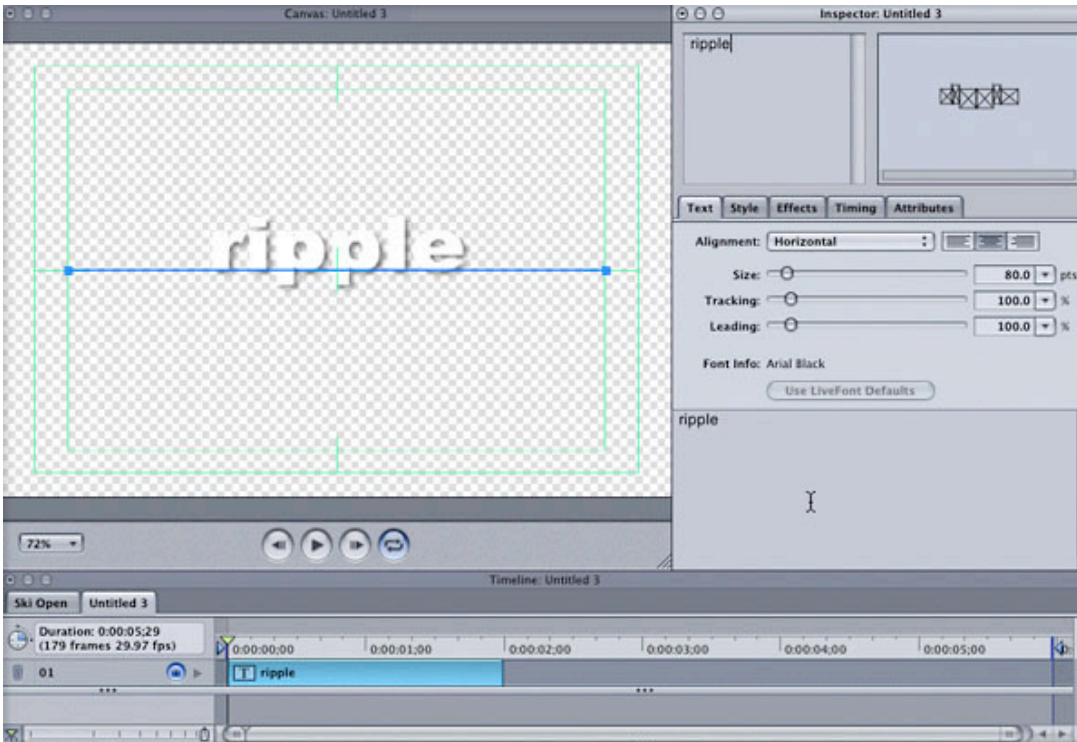 Canvas: Untitled 3
Inspector: Untitled 3
ripple
ripple
Text Style Effects Timing Attributes
Alignment: Horizontal
Size: 80.0 pts
Tracking: 100.0 %
Leading: 100.0 %
Font Info: Arial Black
Use LiveFont Defaults
ripple
72%
Timeline: Untitled 3
Ski Open Untitled 3
Duration: 0:00:05;29
(179 frames 29.97 fps)
0:00:00;00 0:00:01;00 0:00:02;00 0:00:03;00 0:00:04;00 0:00:05;00
01 T ripple